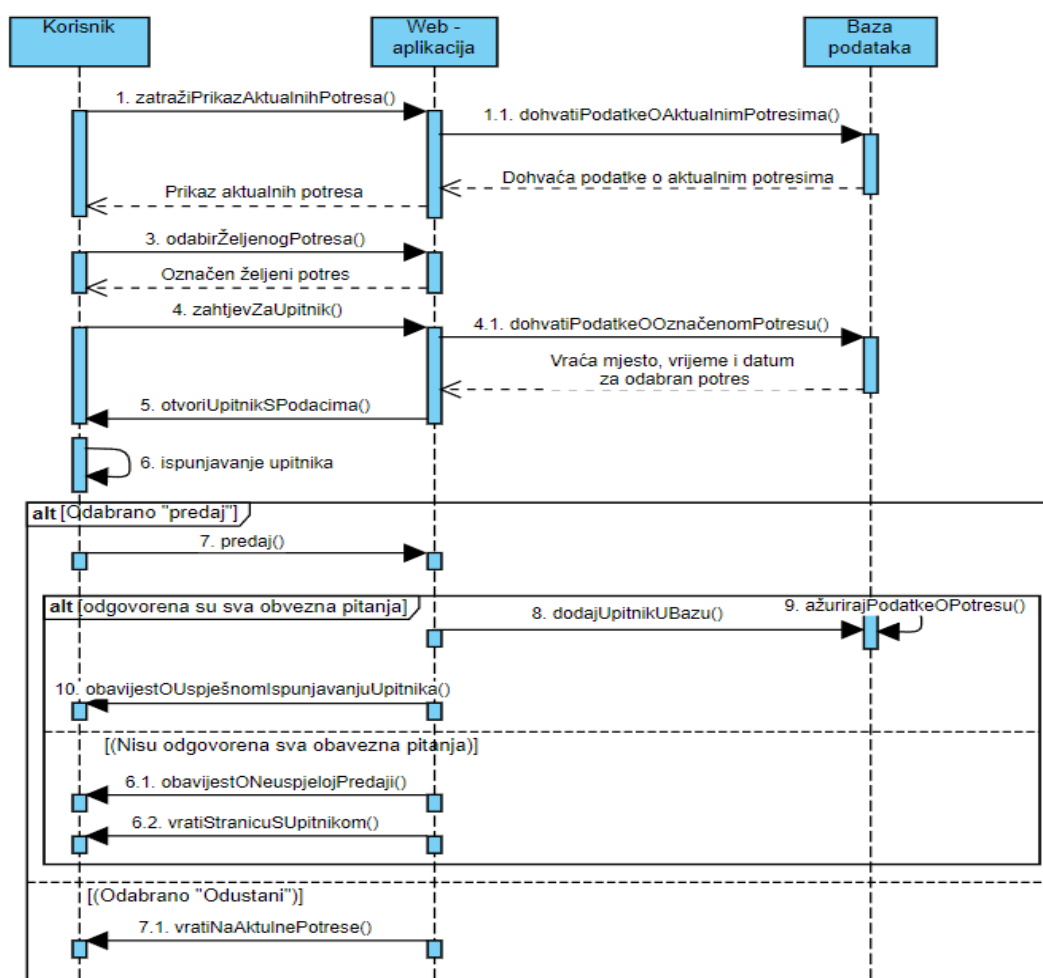 Korisnik
Web -
aplikacija
Baza
podataka
1. zatražiPrikazAktualnihPotresa()
1.1. dohvatiPodatkeOAktualnimPotresima()
Dohvaća podatke o aktualnim potresima
Prikaz aktualnih potresa
3. odabirŽeljenogPotresa()
Označen željeni potres
4. zahtjevZaUpitnik()
4.1. dohvatiPodatkeOOznačenomPotresu()
Vraća mjesto, vrijeme i datum
za odabran potres
5. otvoriUpitnikSPodacima()
6. ispunjavanje upitnika
alt [Odabrano "predaj"]
7. predaj()
alt [odgovorena su sva obvezna pitanja]
8. dodajUpitnikUBazu()
9. ažurirajPodatkeOPotresu()
10. obavijestOUspješnomIspunjavanjuUpitnika()
[(Nisu odgovorena sva obavezna pitanja)]
6.1. obavijestONeuspjelojPredaji()
6.2. vratiStranicuSUpitnikom()
[(Odabrano "Odustani")]
7.1. vratiNaAktulnePotrese()